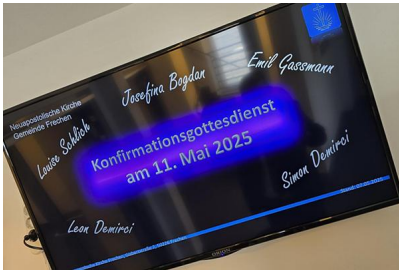 Neuapostolische Kirche
Gemeinde Frechen
Josefina Bogdan
Emil Gassmann
Louise Schlich
Konfirmationsgottesdienst
am 11. Mai 2025
Simon Demirci
Leon Demirci
SAMSUNG